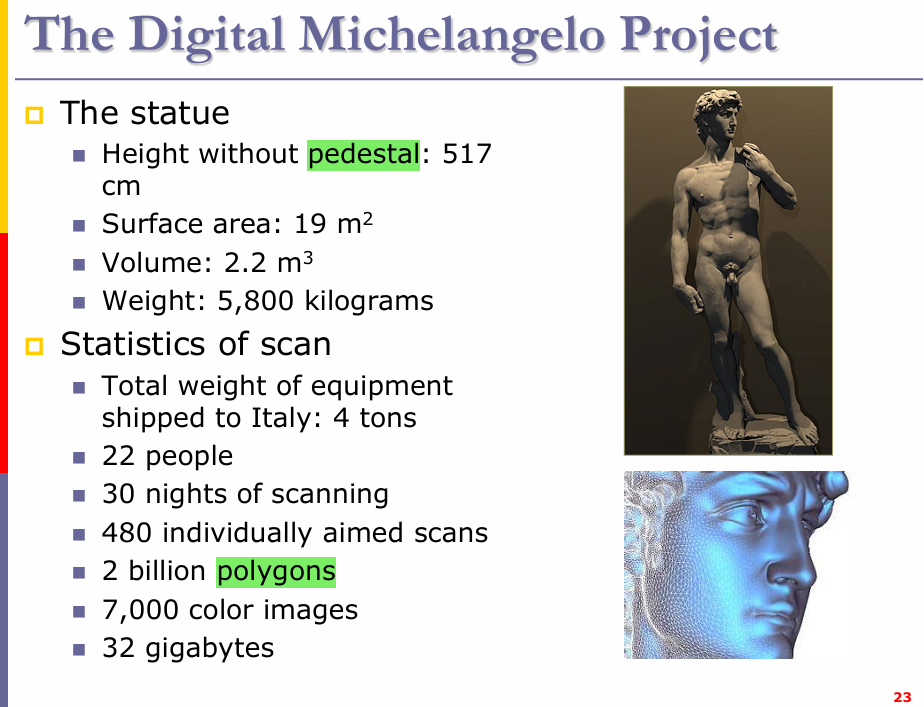 The Digital Michelangelo Project
The statue
Height without pedestal: 517
cm
Surface area: 19 m²
Volume: 2.2 m³
Weight: 5,800 kilograms
Statistics of scan
Total weight of equipment
shipped to Italy: 4 tons
22 people
30 nights of scanning
480 individually aimed scans
2 billion polygons
7,000 color images
32 gigabytes
23